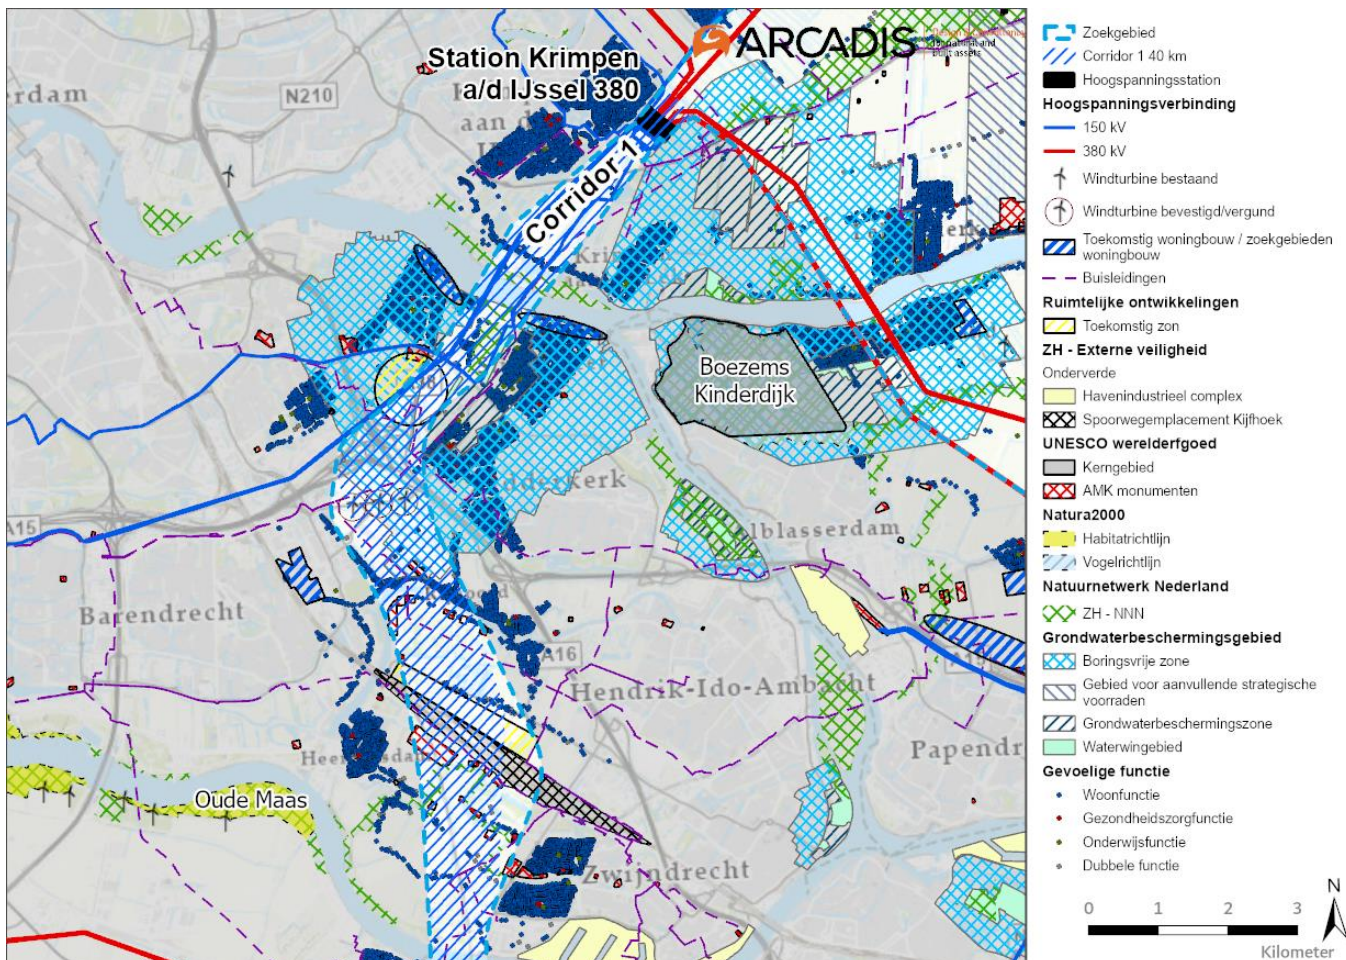 ARCADIS
Station Krimpen
a/d IJssel 380
N210
aan d
Corridor 1
Boezems
Kinderdijk
A15
Barendrecht
A16
Hendrik-Ido-Ambacht
Papendr
Oude Maas
Zwijndrecht
Zoekgebied
Corridor 1 40 km
Hoogspanningsstation
Hoogspanningsverbinding
150 kV
380 kV
Windturbine bestaand
Windturbine bevestigd/vergund
Toekomstig woningbouw / zoekgebieden
woningbouw
Buisleidingen
Ruimtelijke ontwikkelingen
Toekomstig zon
ZH - Externe veiligheid
Onderverde
Havenindustrieel complex
Spoorwegemplacement Kijfhoek
UNESCO werelderfgoed
Kerngebied
AMK monumenten
Natura2000
Habitatrichtlijn
Vogelrichtlijn
Natuurnetwerk Nederland
ZH - NNN
Grondwaterbeschermingsgebied
Boringsvrije zone
Gebied voor aanvullende strategische
voorraden
Grondwaterbeschermingszone
Waterwingebied
Gevoelige functie
Woonfunctie
Gezondheidszorgfunctie
Onderwijsfunctie
Dubbele functie
N
0 1 2 3
Kilometer